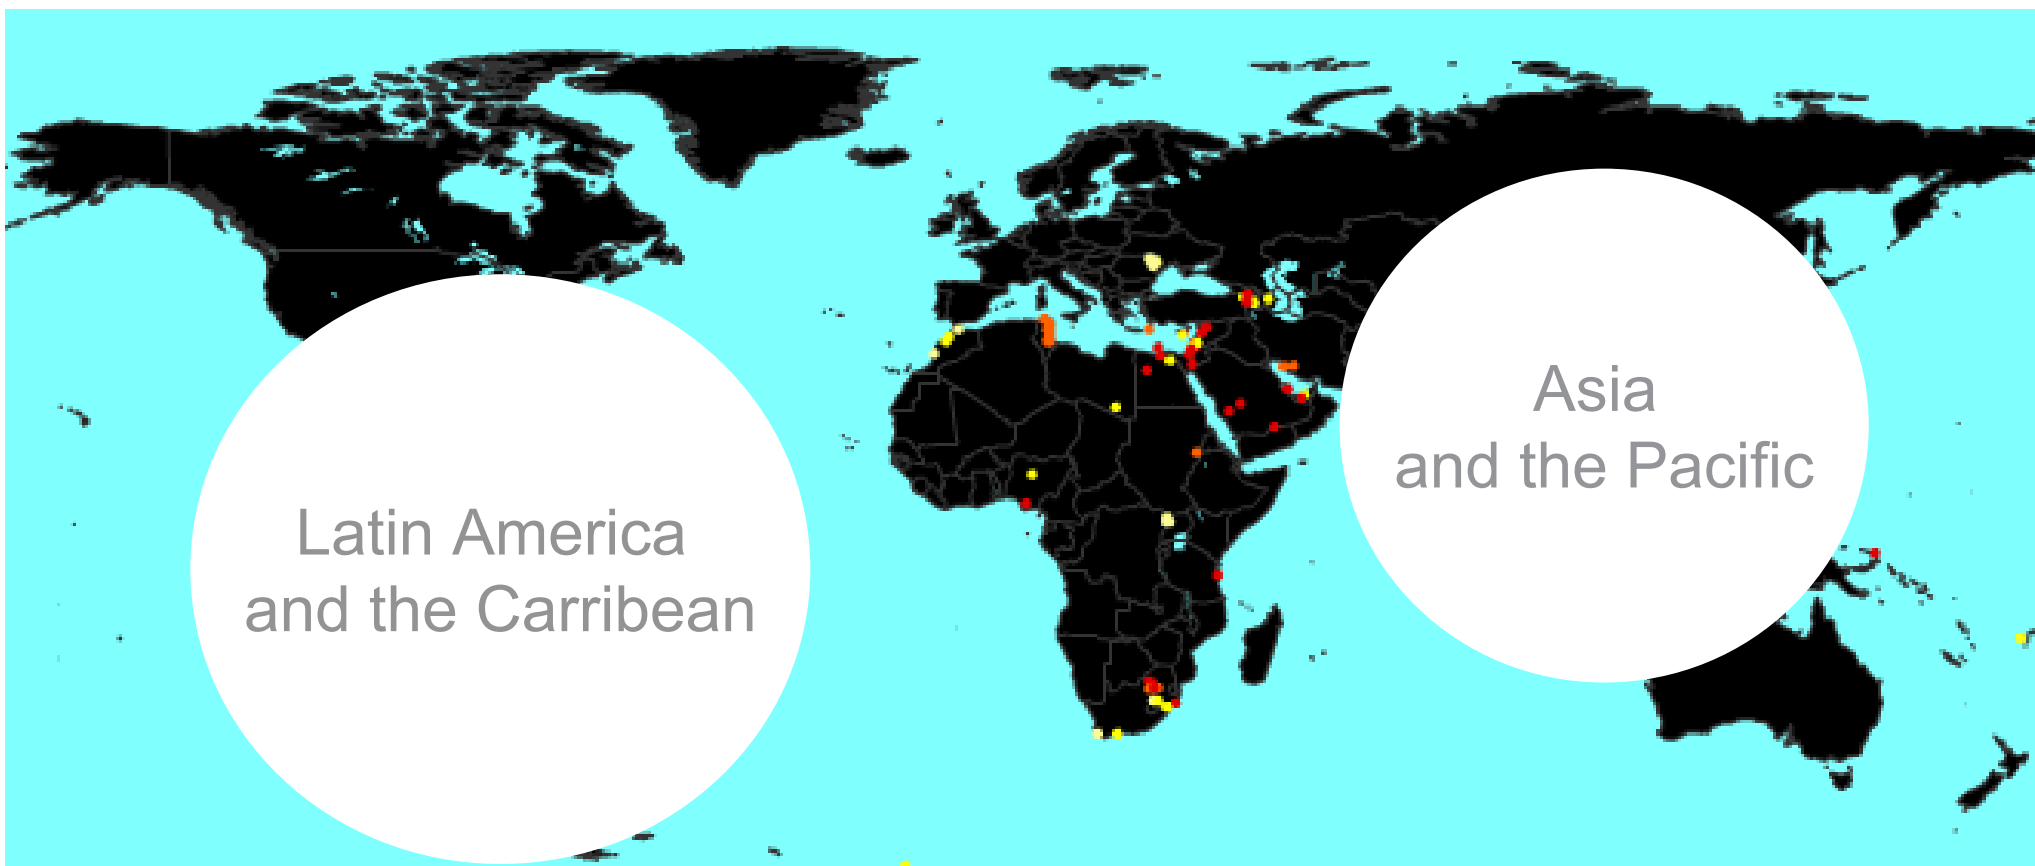 Latin America
and the Carribean
Asia
and the Pacific